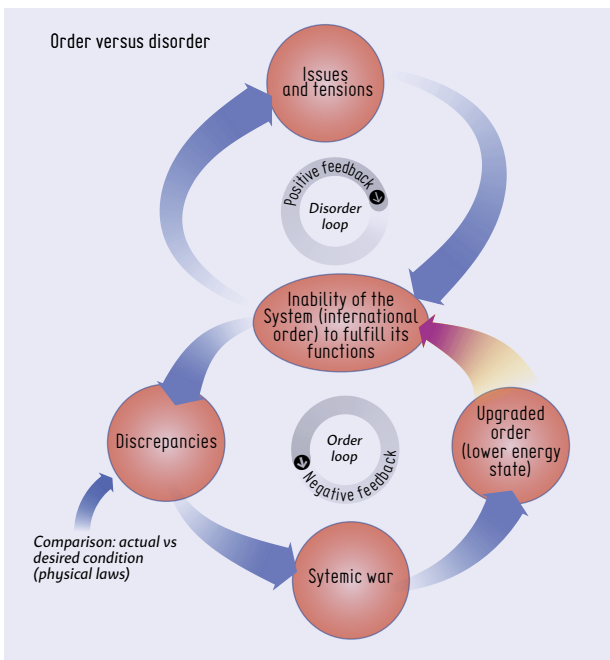 Order versus disorder
Issues
and tensions
Positive feedback
Disorder
loop
Inability of the
System (international
order) to fulfill its
functions
Upgraded
order
(lower energy
state)
Discrepancies
Order
loop
Negative feedback
Comparison: actual vs
desired condition
(physical laws)
Sytemic war